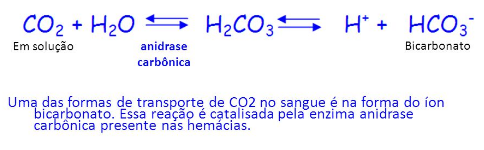 CO2 + H2O ⇌ H2CO3 ⇌ H+ + HCO3-
Em solução anidrase carbônica Bicarbonato
Uma das formas de transporte de CO2 no sangue é na forma do íon
bicarbonato. Essa reação é catalisada pela enzima anidrase
carbônica presente nas hemácias.